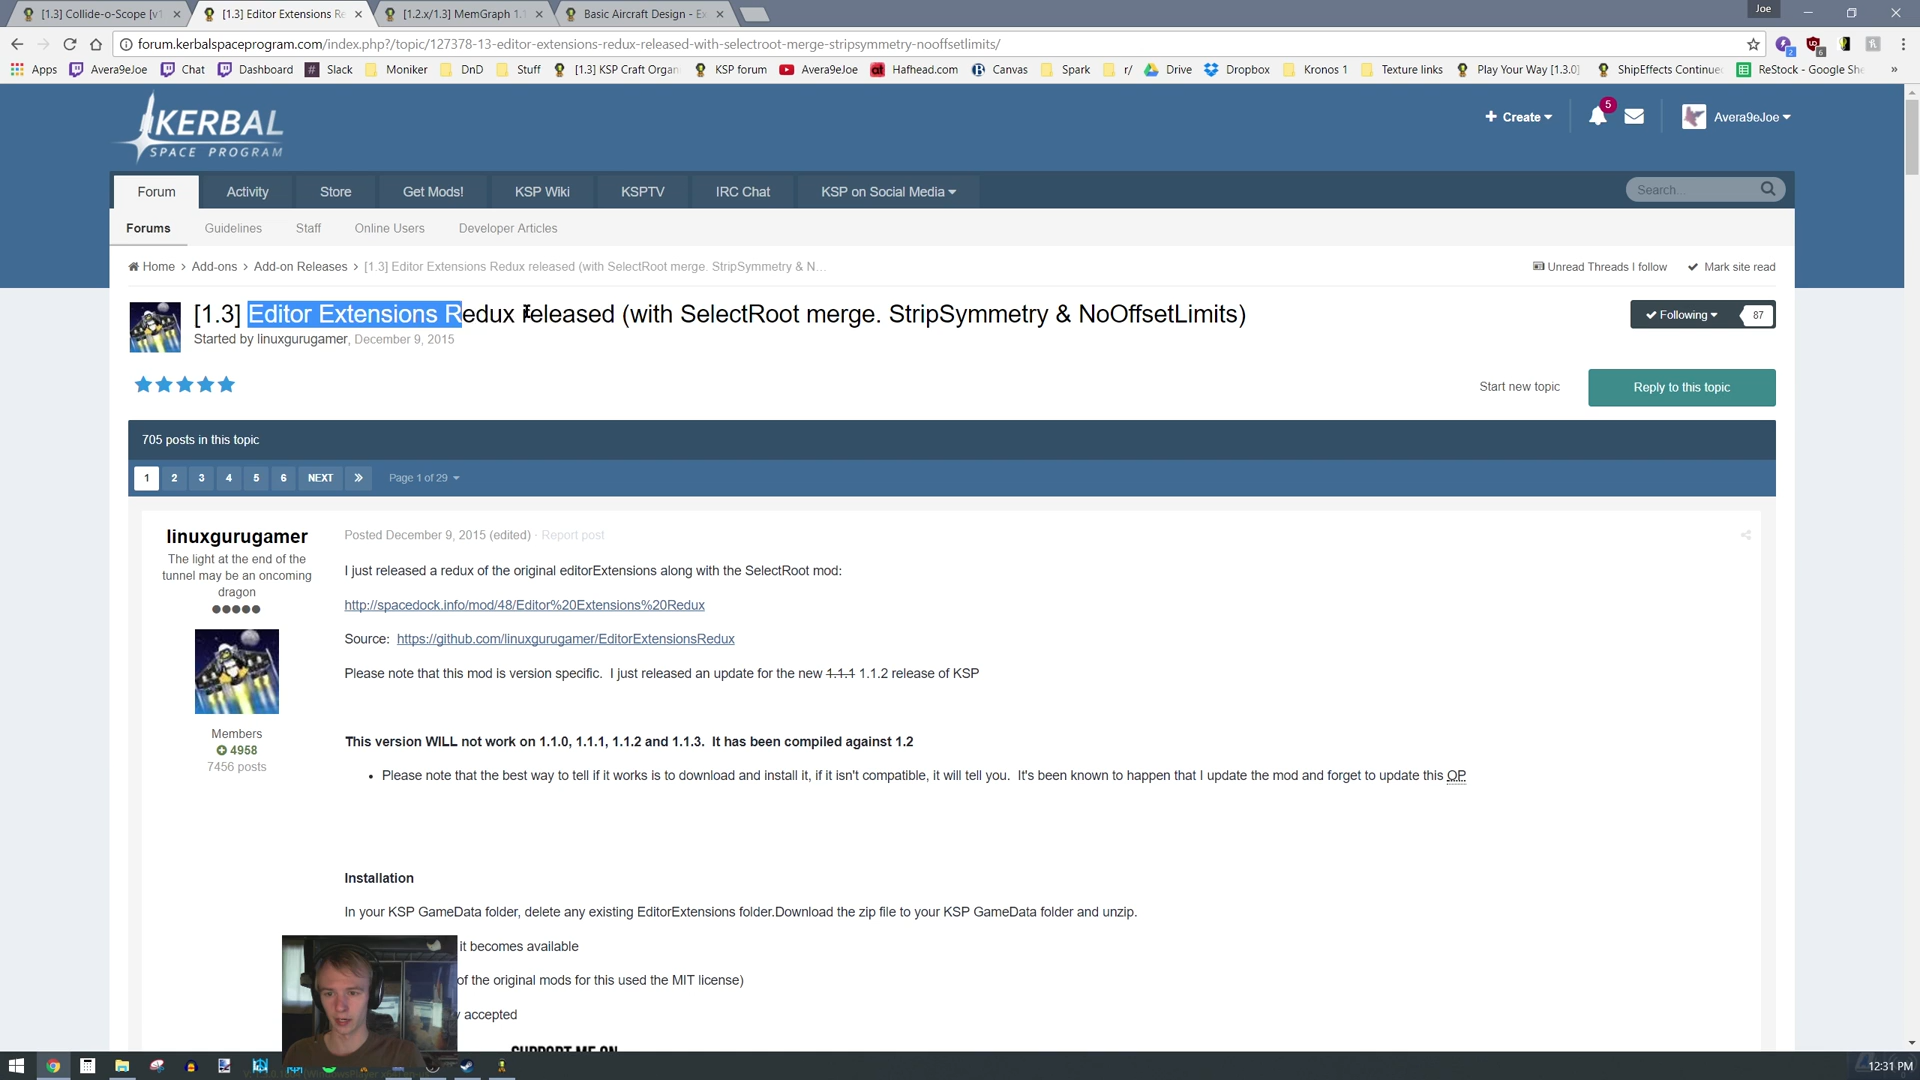 [1.3] Collide-o-Scope [v1
[1.3] Editor Extensions Re
[1.2.x/1.3] MemGraph 1.1
Basic Aircraft Design - Ex
Joe
forum.kerbalspaceprogram.com/index.php?/topic/127378-13-editor-extensions-redux-released-with-selectroot-merge-stripsymmetry-nooffsetlimits/
Apps Avera9eJoe Chat Dashboard Slack Moniker DnD Stuff [1.3] KSP Craft Organ KSP forum Avera9eJoe Hafhead.com Canvas Spark r/ Drive Dropbox Kronos 1 Texture links Play Your Way [1.3.0] ShipEffects Continue ReStock - Google She
KERBAL
SPACE PROGRAM
+ Create
5
Avera9eJoe
Forum Activity Store Get Mods! KSP Wiki KSPTV IRC Chat KSP on Social Media
Search...
Forums Guidelines Staff Online Users Developer Articles
Home > Add-ons > Add-on Releases > [1.3] Editor Extensions Redux released (with SelectRoot merge. StripSymmetry & N...
Unread Threads I follow
Mark site read
[1.3] Editor Extensions Redux released (with SelectRoot merge. StripSymmetry & NoOffsetLimits)
Started by linuxgurugamer, December 9, 2015
Following 87
Start new topic
Reply to this topic
705 posts in this topic
1 2 3 4 5 6 NEXT » Page 1 of 29
linuxgurugamer
The light at the end of the
tunnel may be an oncoming
dragon
Members
4958
7456 posts
Posted December 9, 2015 (edited) · Report post
I just released a redux of the original editorExtensions along with the SelectRoot mod:
http://spacedock.info/mod/48/Editor%20Extensions%20Redux
Source: https://github.com/linuxgurugamer/EditorExtensionsRedux
Please note that this mod is version specific. I just released an update for the new 1.1.1 1.1.2 release of KSP
This version WILL not work on 1.1.0, 1.1.1, 1.1.2 and 1.1.3. It has been compiled against 1.2
• Please note that the best way to tell if it works is to download and install it, if it isn't compatible, it will tell you. It's been known to happen that I update the mod and forget to update this OP
Installation
In your KSP GameData folder, delete any existing EditorExtensions folder.Download the zip file to your KSP GameData folder and unzip.
it becomes available
of the original mods for this used the MIT license)
accepted
SUPPORT ME ON
12:31 PM